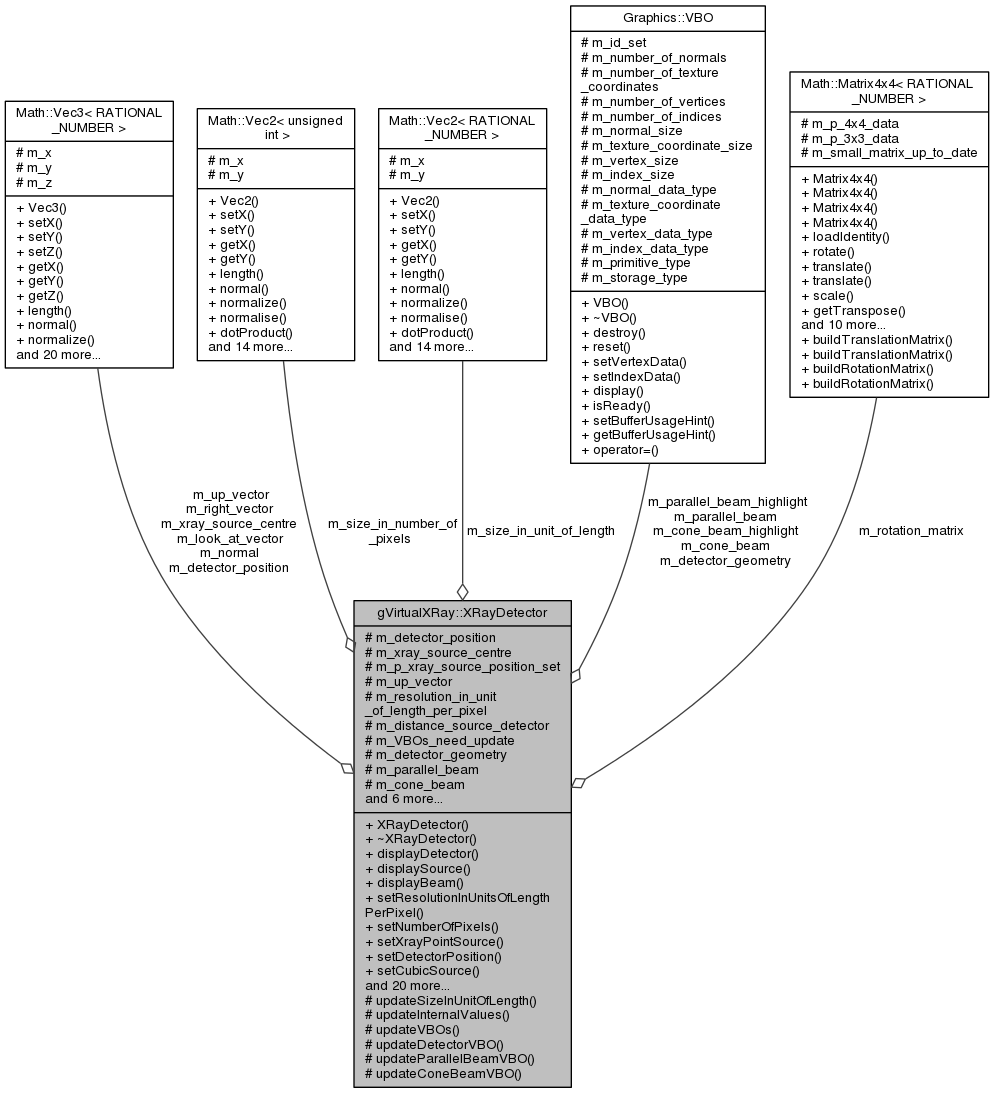 Math::Vec3< RATIONAL
_NUMBER >
# m_x
# m_y
# m_z
+ Vec3()
+ setX()
+ setY()
+ setZ()
+ getX()
+ getY()
+ getZ()
+ length()
+ normal()
+ normalize()
and 20 more...
Math::Vec2< unsigned
int >
# m_x
# m_y
+ Vec2()
+ setX()
+ setY()
+ getX()
+ getY()
+ length()
+ normal()
+ normalize()
+ normalise()
+ dotProduct()
and 14 more...
Math::Vec2< RATIONAL
_NUMBER >
# m_x
# m_y
+ Vec2()
+ setX()
+ setY()
+ getX()
+ getY()
+ length()
+ normal()
+ normalize()
+ normalise()
+ dotProduct()
and 14 more...
Graphics::VBO
# m_id_set
# m_number_of_normals
# m_number_of_texture
_coordinates
# m_number_of_vertices
# m_number_of_indices
# m_normal_size
# m_texture_coordinate_size
# m_vertex_size
# m_index_size
# m_normal_data_type
# m_texture_coordinate
_data_type
# m_vertex_data_type
# m_index_data_type
# m_primitive_type
# m_storage_type
+ VBO()
+ ~VBO()
+ destroy()
+ reset()
+ setVertexData()
+ setIndexData()
+ display()
+ isReady()
+ setBufferUsageHint()
+ getBufferUsageHint()
+ operator=()
Math::Matrix4x4< RATIONAL
_NUMBER >
# m_p_4x4_data
# m_p_3x3_data
# m_small_matrix_up_to_date
+ Matrix4x4()
+ Matrix4x4()
+ Matrix4x4()
+ Matrix4x4()
+ loadIdentity()
+ rotate()
+ translate()
+ translate()
+ scale()
+ getTranspose()
and 10 more...
+ buildTranslationMatrix()
+ buildTranslationMatrix()
+ buildRotationMatrix()
+ buildRotationMatrix()
m_up_vector
m_right_vector
m_xray_source_centre
m_look_at_vector
m_normal
m_detector_position
m_size_in_number_of
_pixels
m_size_in_unit_of_length
m_parallel_beam_highlight
m_parallel_beam
m_cone_beam_highlight
m_cone_beam
m_detector_geometry
m_rotation_matrix
gVirtualXRay::XRayDetector
# m_detector_position
# m_xray_source_centre
# m_p_xray_source_position_set
# m_up_vector
# m_resolution_in_unit
_of_length_per_pixel
# m_distance_source_detector
# m_VBOs_need_update
# m_detector_geometry
# m_parallel_beam
# m_cone_beam
and 6 more...
+ XRayDetector()
+ ~XRayDetector()
+ displayDetector()
+ displaySource()
+ displayBeam()
+ setResolutionInUnitsOfLength
PerPixel()
+ setNumberOfPixels()
+ setXrayPointSource()
+ setDetectorPosition()
+ setCubicSource()
and 20 more...
# updateSizeInUnitOfLength()
# updateInternalValues()
# updateVBOs()
# updateDetectorVBO()
# updateParallelBeamVBO()
# updateConeBeamVBO()